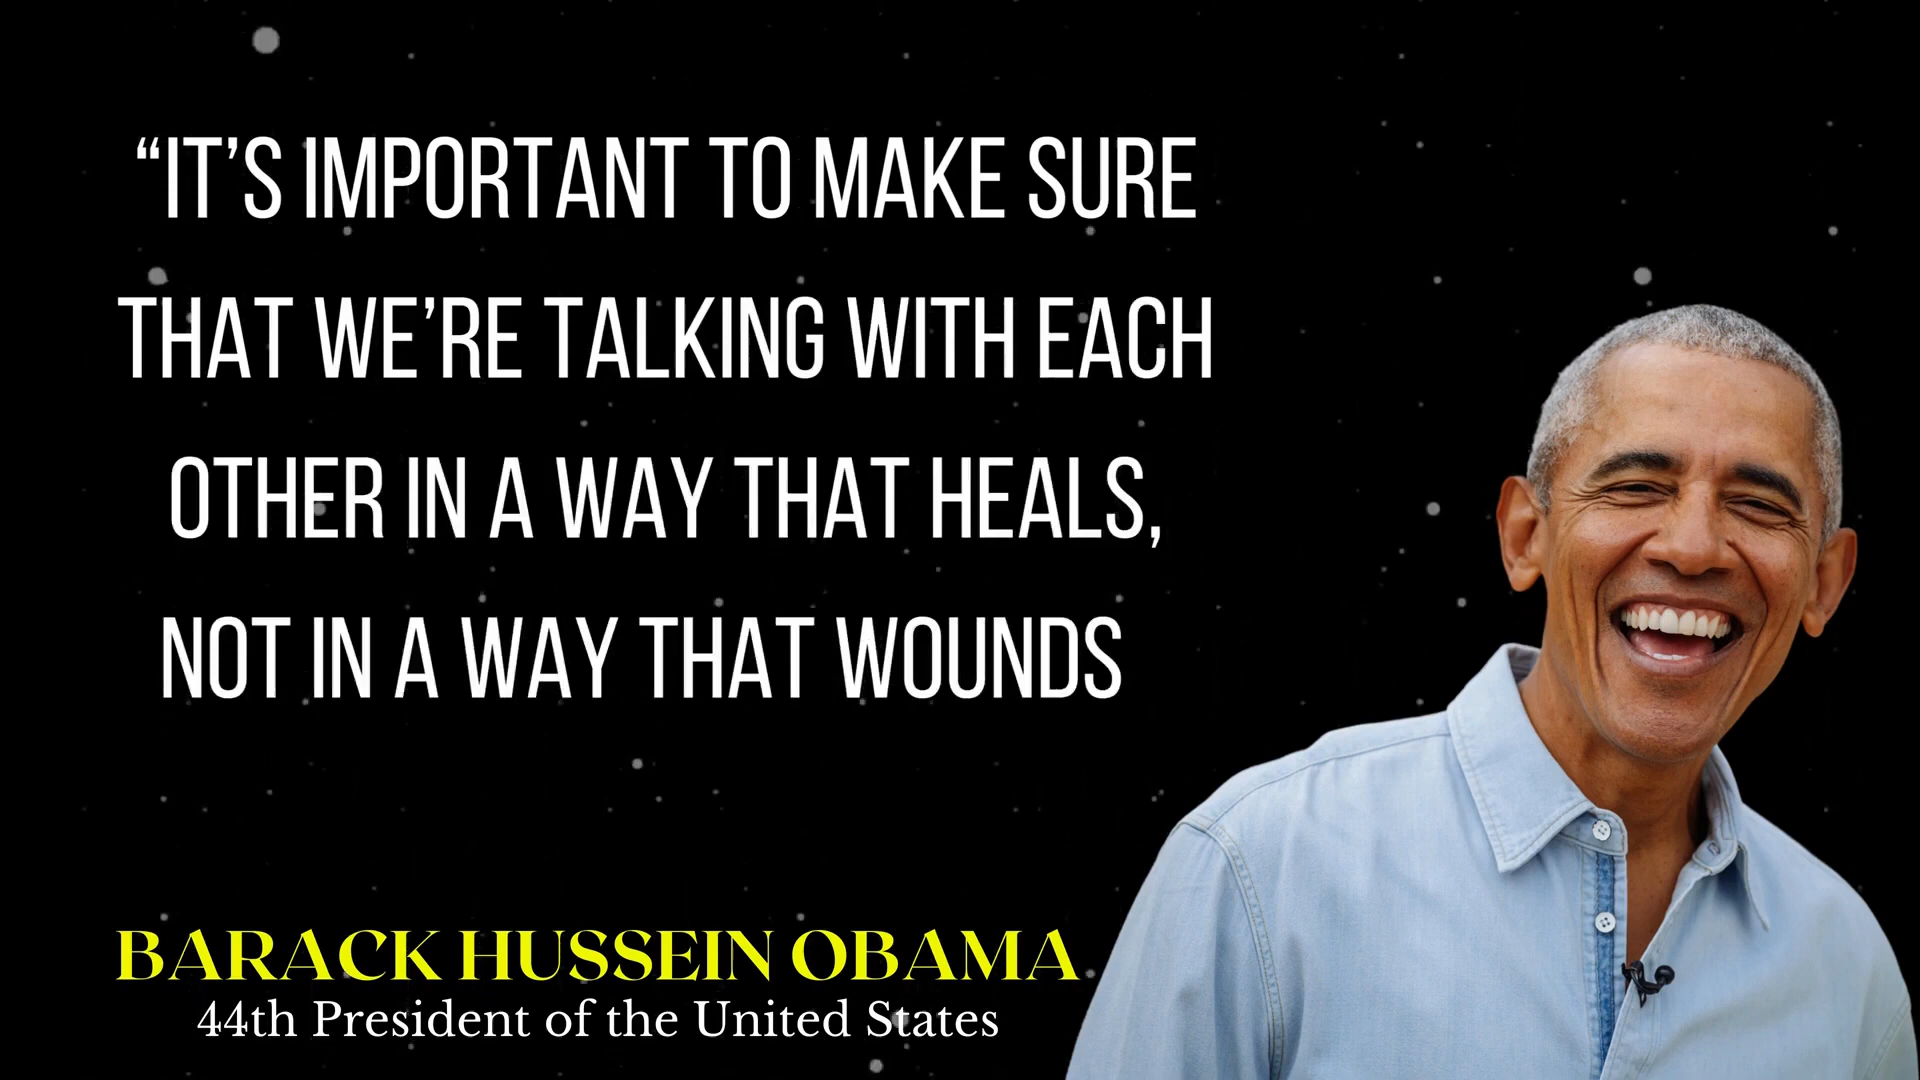 “IT’S IMPORTANT TO MAKE SURE
THAT WE’RE TALKING WITH EACH
OTHER IN A WAY THAT HEALS,
NOT IN A WAY THAT WOUNDS
BARACK HUSSEIN OBAMA
44th President of the United States